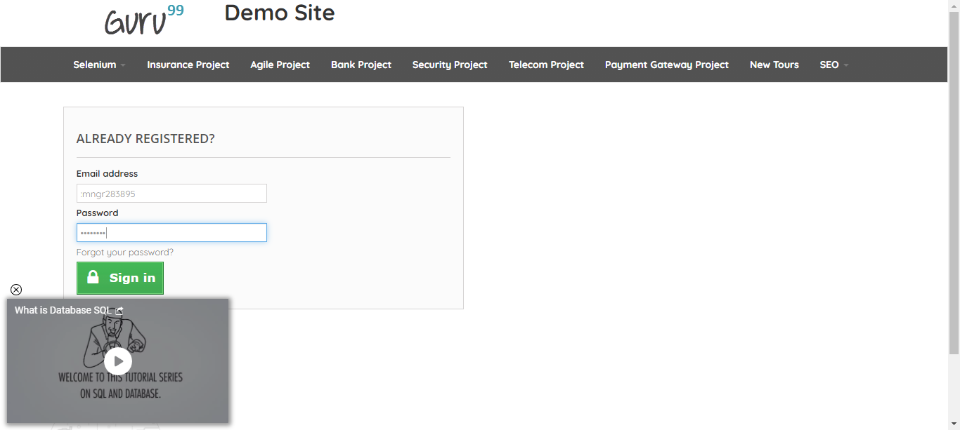 Guru99
Demo Site
Selenium Insurance Project Agile Project Bank Project Security Project Telecom Project Payment Gateway Project New Tours SEO
ALREADY REGISTERED?
Email address
:mngr283895
Password
········
Forgot your password?
Sign in
What is Database SQL
WELCOME TO THIS TUTORIAL SERIES
ON SQL AND DATABASE.